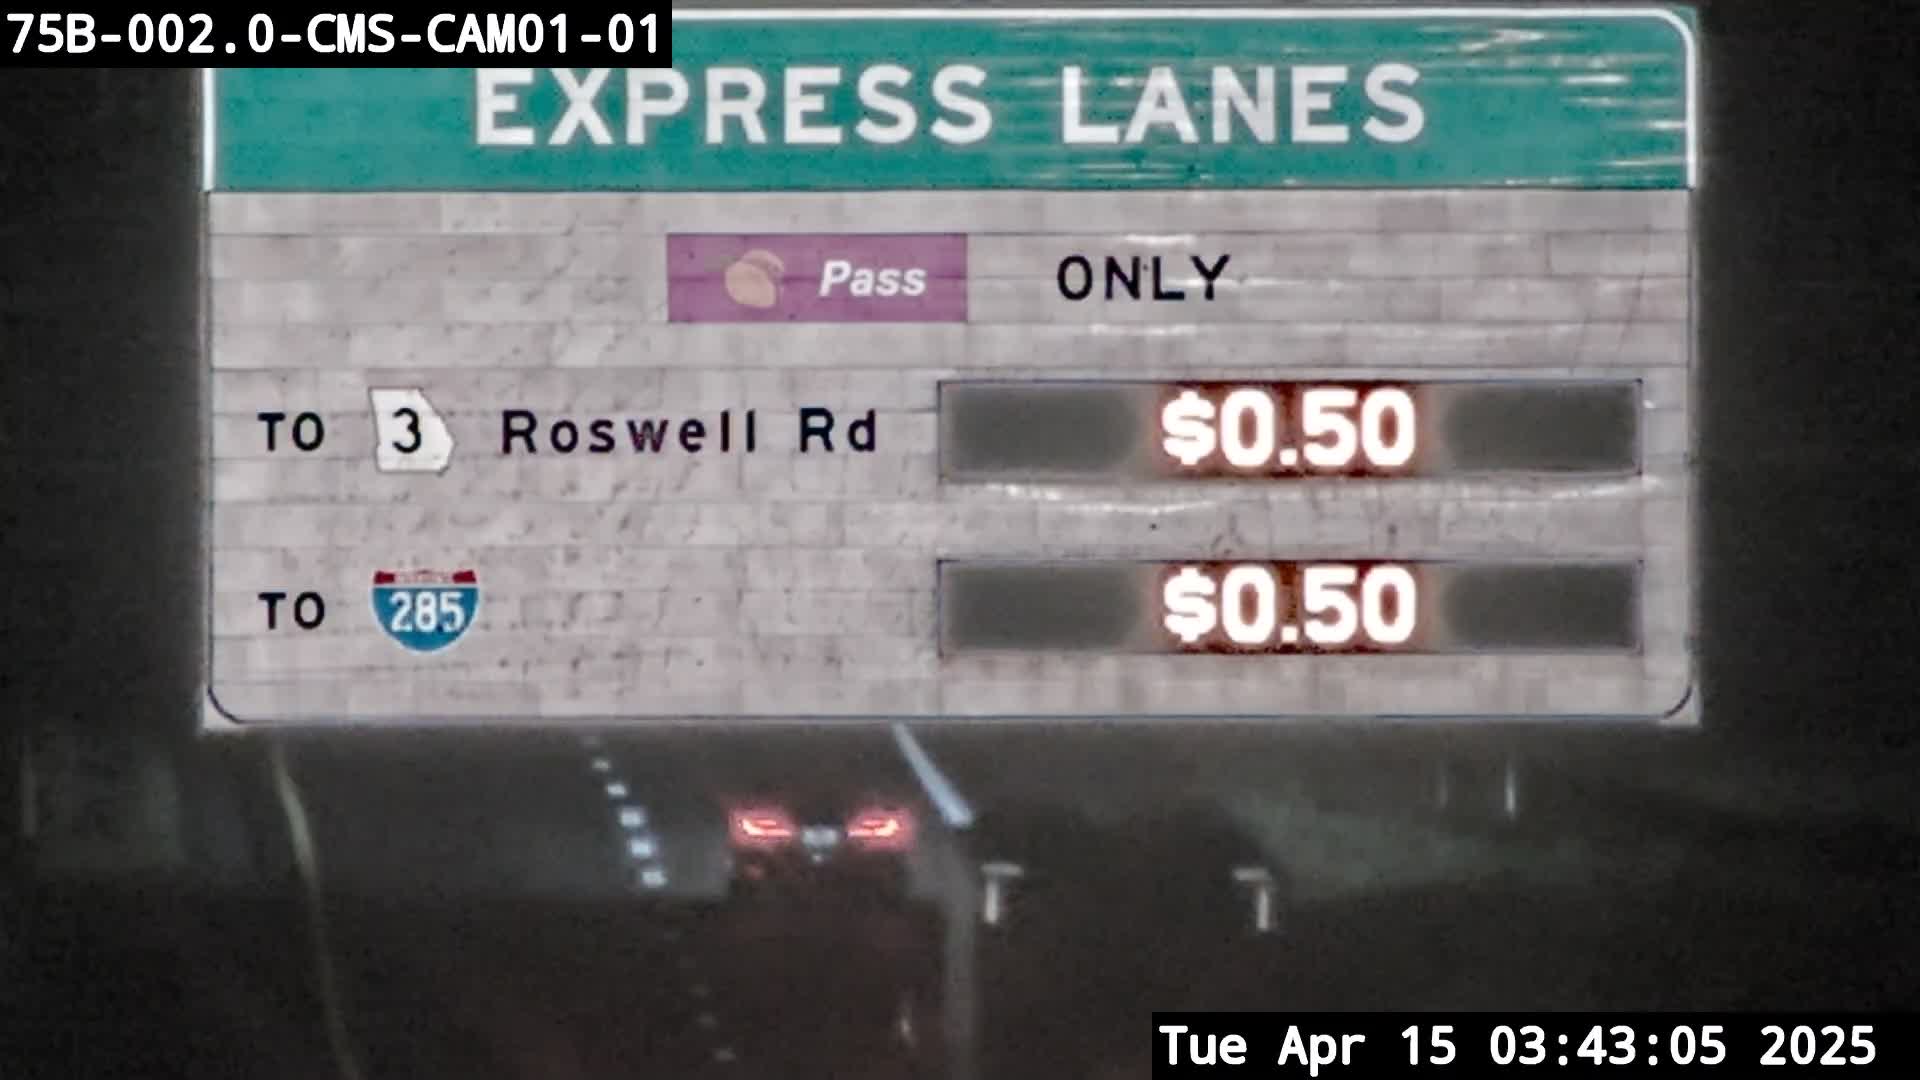 75B-002.0-CMS-CAM01-01
EXPRESS LANES
Pass ONLY
TO 3 Roswell Rd $0.50
TO 285 $0.50
Tue Apr 15 03:43:05 2025